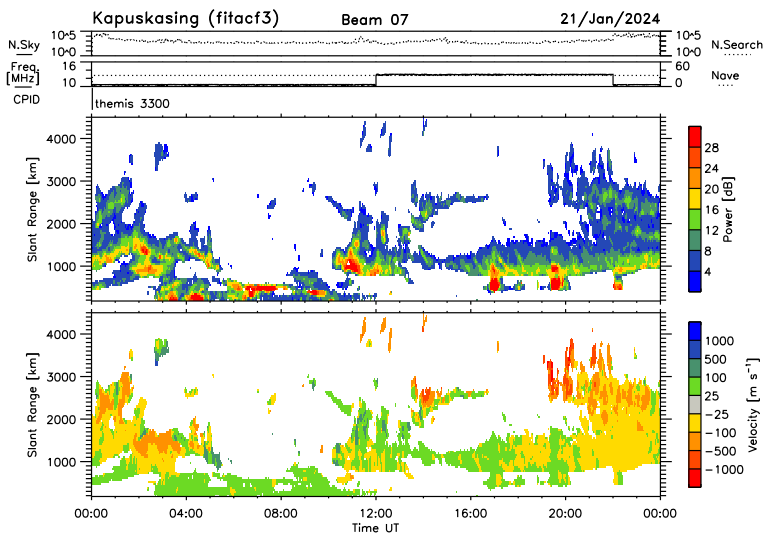 Kapuskasing (fitacf3) Beam 07 21/Jan/2024
N.Sky 10^5 10^0 10^5 10^0 N.Search
Freq. [MHz] 16 10 60 0 Nave
CPID themis 3300
Slant Range [km] 4000 3000 2000 1000
28 24 20 16 12 8 4 Power [dB]
Slant Range [km] 4000 3000 2000 1000
1000 500 100 25 −25 −100 −500 −1000 Velocity [m s⁻¹]
00:00 04:00 08:00 12:00 16:00 20:00 00:00
Time UT